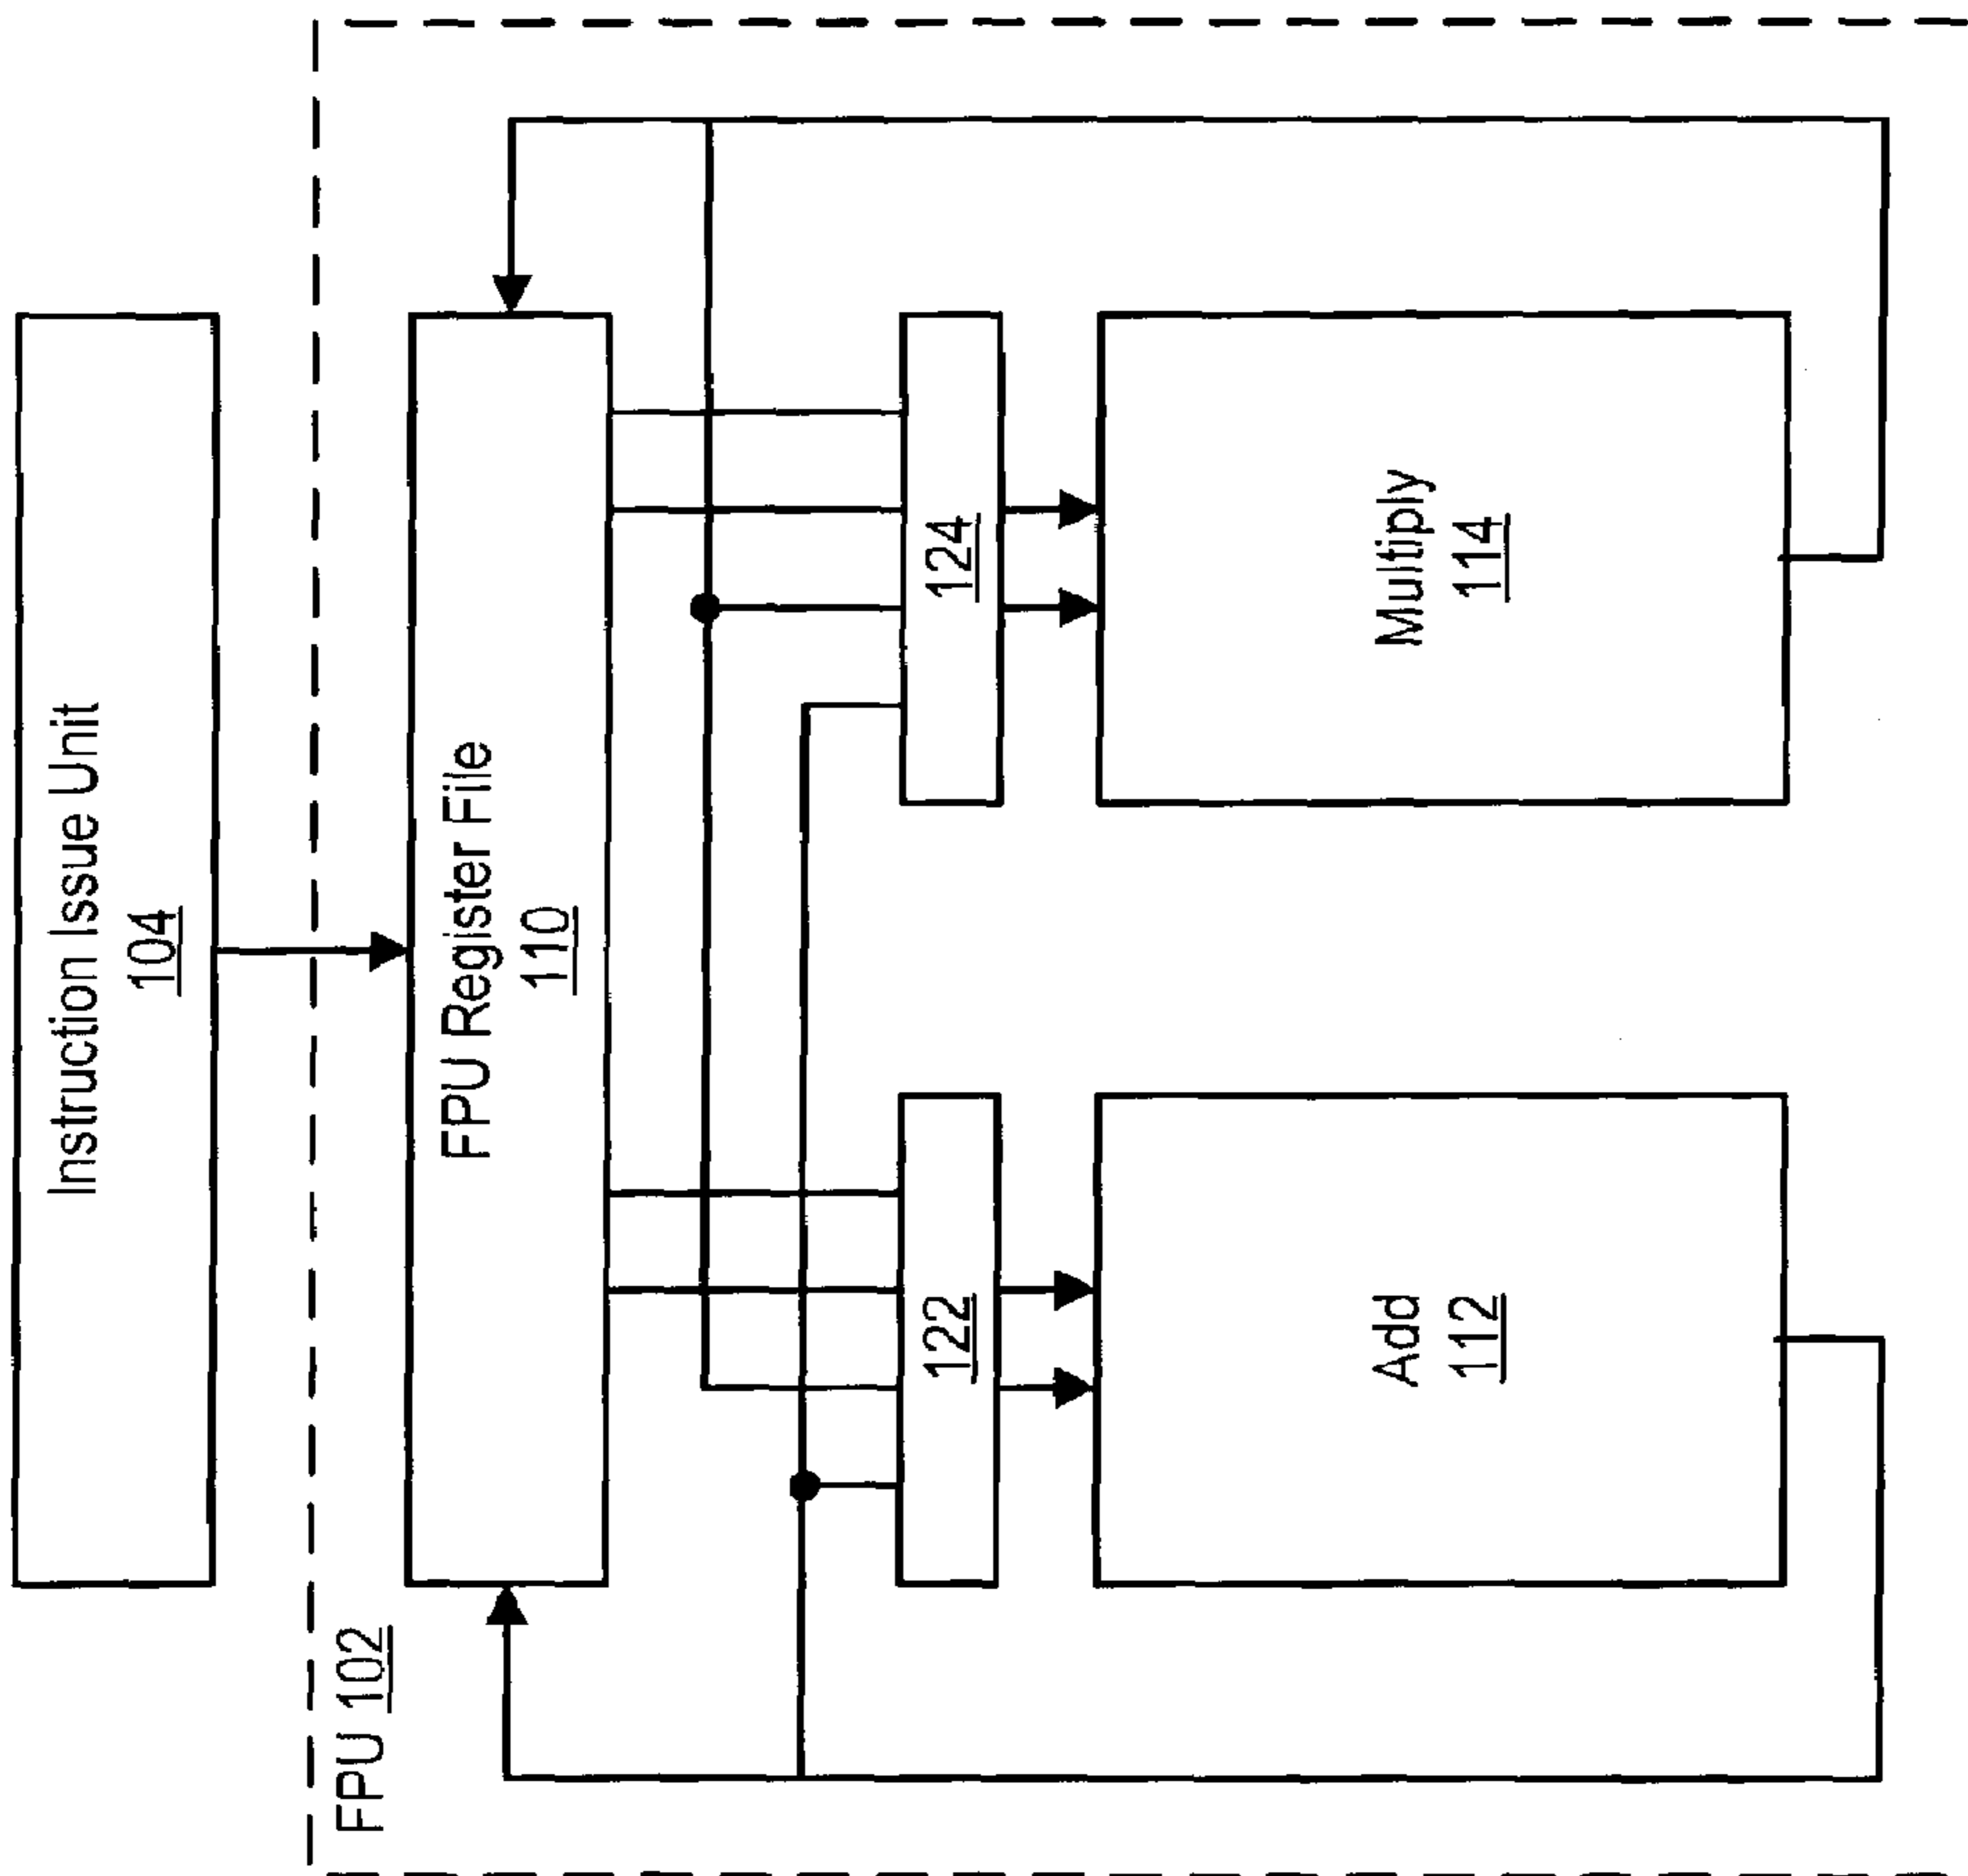 Instruction Issue Unit
104
FPU 102
FPU Register File
110
122
124
Add
112
Multiply
114